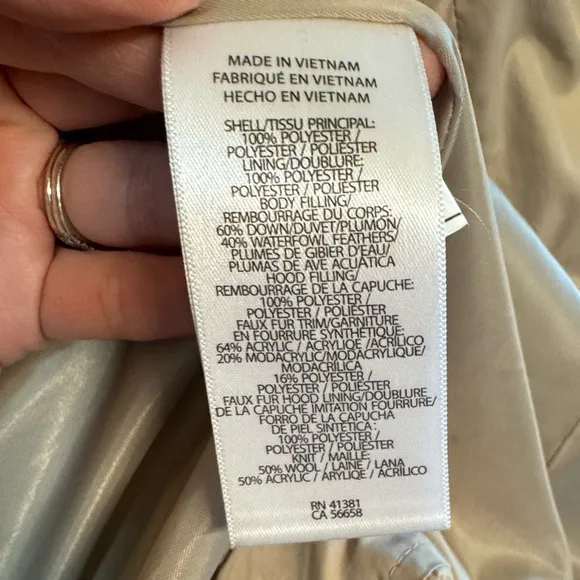 MADE IN VIETNAM
FABRIQUÉ EN VIETNAM
HECHO EN VIETNAM
SHELL/TISSU PRINCIPAL:
100% POLYESTER /
POLYESTER / POLIÉSTER
LINING/DOUBLURE:
100% POLYESTER /
POLYESTER / POLIÉSTER
BODY FILLING/
REMBOURRAGE DU CORPS:
60% DOWN/DUVET/PLUMÓN/
40% WATERFOWL FEATHERS/
PLUMES DE GIBIER D'EAU/
PLUMAS DE AVE ACUÁTICA
HOOD FILLING/
REMBOURRAGE DE LA CAPUCHE:
100% POLYESTER /
POLYESTER / POLIÉSTER
FAUX FUR TRIM/GARNITURE
EN FOURRURE SYNTHÉTIQUE:
64% ACRYLIC / ACRYLIQE /ACRÍLICO
20% MODACRYLIC/MODACRYLIQUE/
MODACRÍLICA
16% POLYESTER /
POLYESTER / POLIÉSTER
FAUX FUR HOOD LINING/DOUBLURE
DE LA CAPUCHE IMITATION FOURRURE/
FORRO DE LA CAPUCHA
DE PIEL SINTÉTICA:
100% POLYESTER /
POLYESTER / POLIÉSTER
KNIT / MAILLE:
50% WOOL / LAINE / LANA
50% ACRYLIC / ARYLIQE / ACRÍLICO
RN 41381
CA 56658